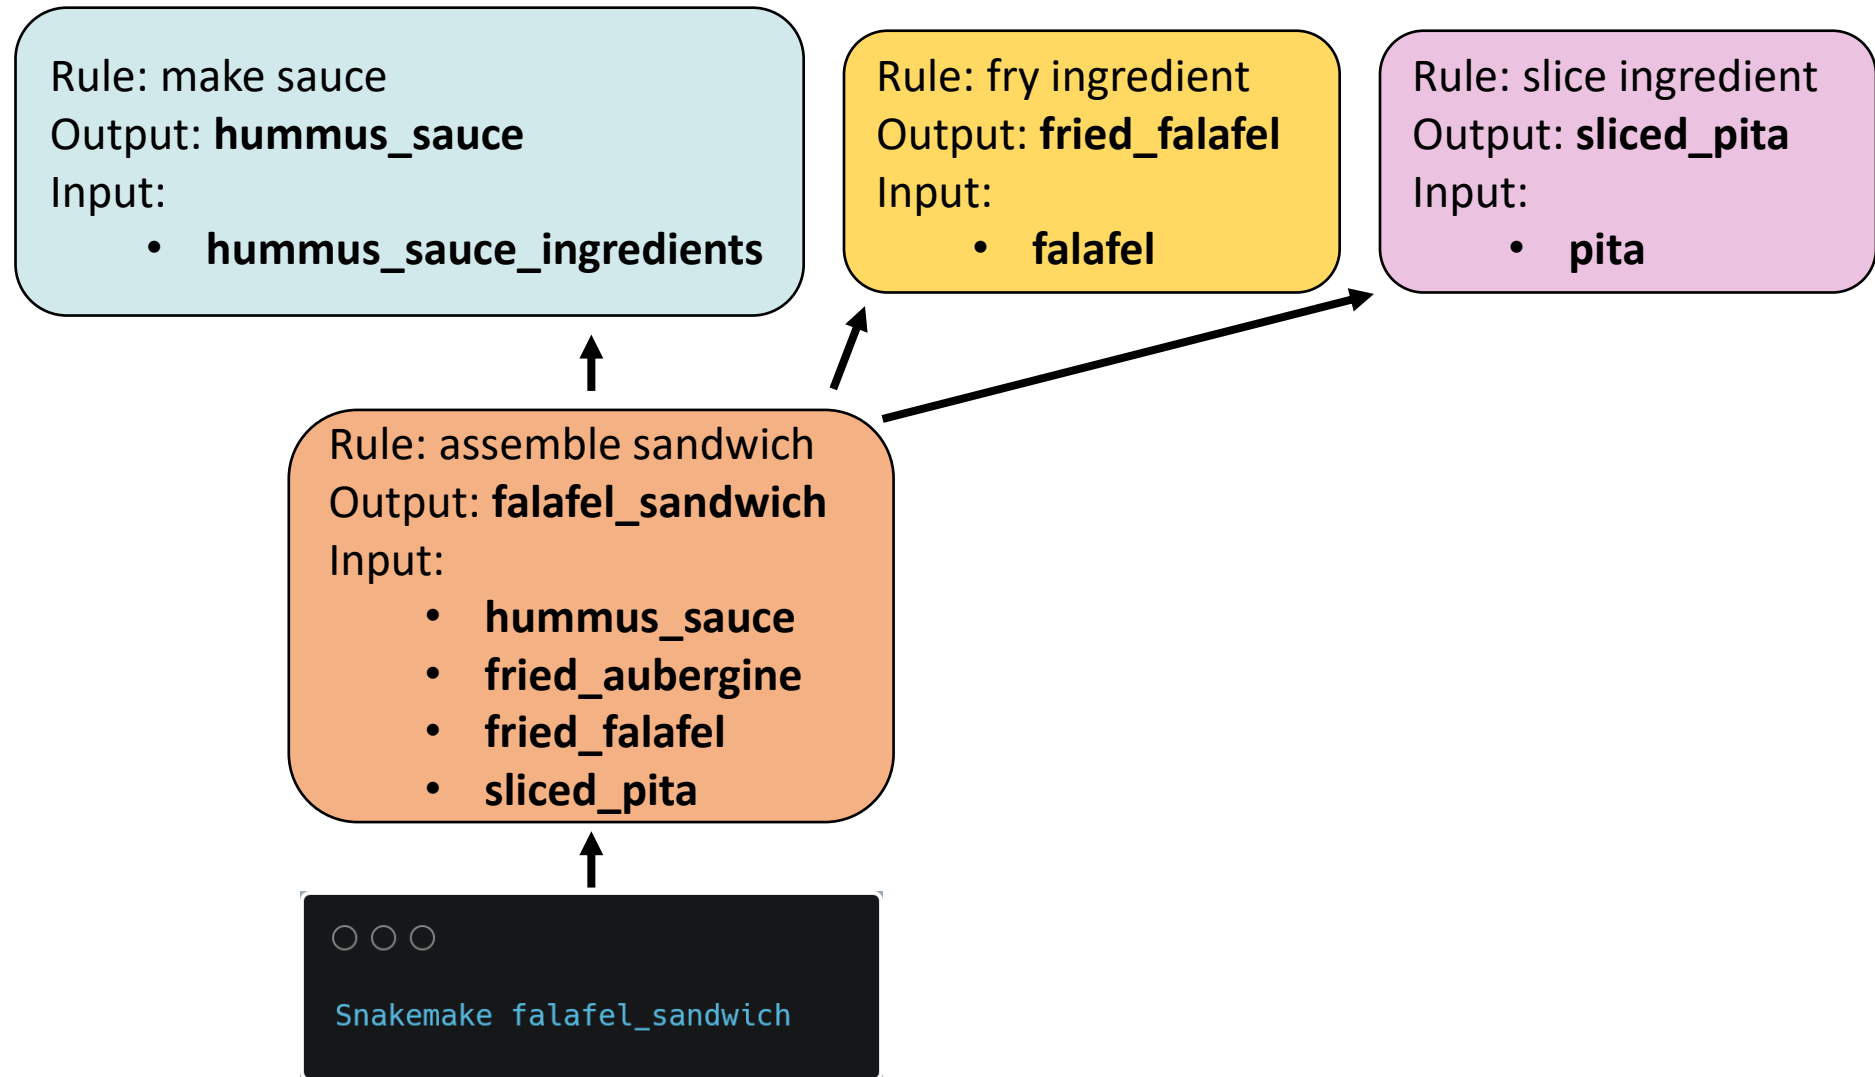 Rule: make sauce
Output: hummus_sauce
Input:
• hummus_sauce_ingredients
Rule: fry ingredient
Output: fried_falafel
Input:
• falafel
Rule: slice ingredient
Output: sliced_pita
Input:
• pita
Rule: assemble sandwich
Output: falafel_sandwich
Input:
• hummus_sauce
• fried_aubergine
• fried_falafel
• sliced_pita
Snakemake falafel_sandwich